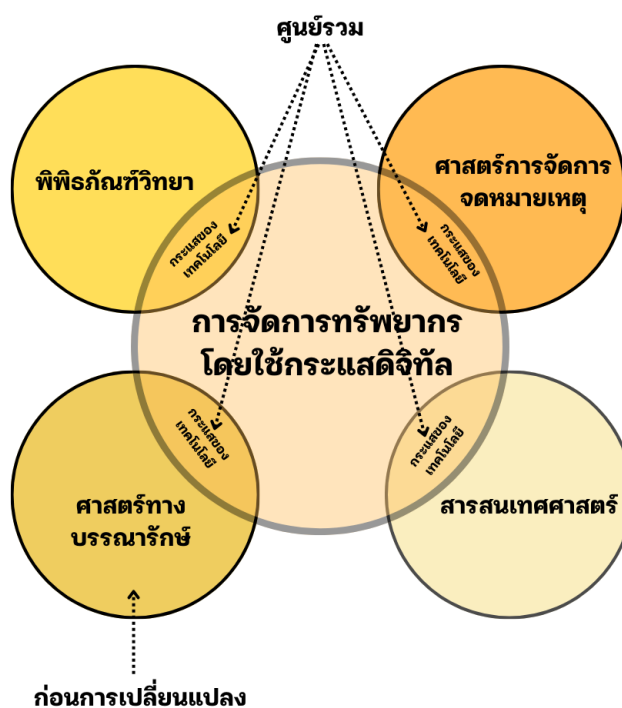 ศูนย์รวม
พิพิธภัณฑ์วิทยา
ศาสตร์การจัดการ
จดหมายเหตุ
กระแสของ
เทคโนโลยี
กระแสของ
เทคโนโลยี
การจัดการทรัพยากร
โดยใช้กระแสดิจิทัล
กระแสของ
เทคโนโลยี
กระแสของ
เทคโนโลยี
ศาสตร์ทาง
บรรณารักษ์
สารสนเทศศาสตร์
ก่อนการเปลี่ยนแปลง